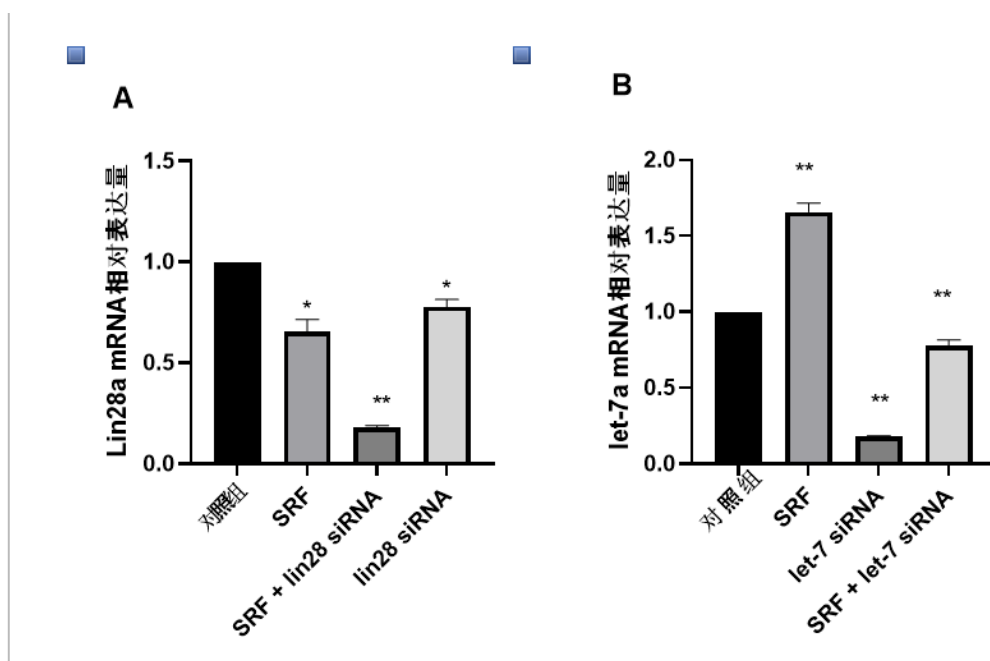 A
Lin28a mRNA相对表达量
1.5
1.0
0.5
0.0
*
**
*
对照组
SRF
SRF + lin28 siRNA
lin28 siRNA
B
let-7a mRNA相对表达量
2.0
1.5
1.0
0.5
0.0
**
**
**
对照组
SRF
let-7 siRNA
SRF + let-7 siRNA